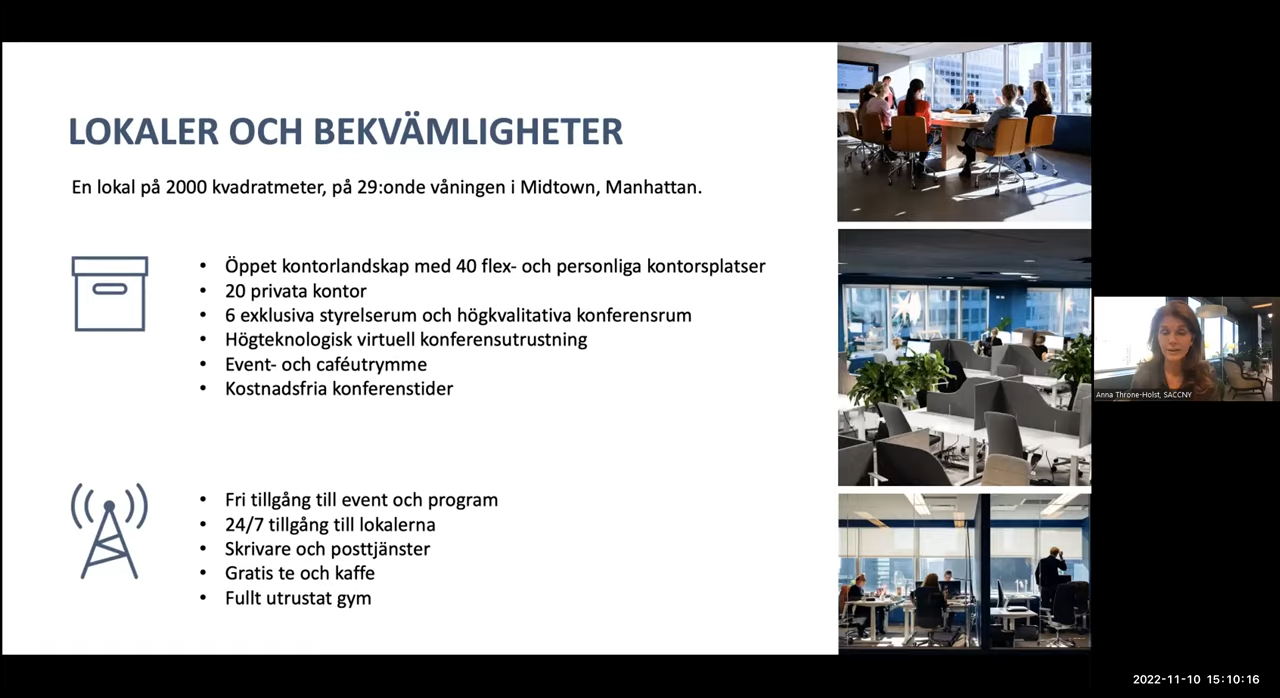 LOKALER OCH BEKVÄMLIGHETER
En lokal på 2000 kvadratmeter, på 29:onde våningen i Midtown, Manhattan.
• Öppet kontorlandskap med 40 flex- och personliga kontorsplatser
• 20 privata kontor
• 6 exklusiva styrelserum och högkvalitativa konferensrum
• Högteknologisk virtuell konferensutrustning
• Event- och caféutrymme
• Kostnadsfria konferenstider
• Fri tillgång till event och program
• 24/7 tillgång till lokalerna
• Skrivare och posttjänster
• Gratis te och kaffe
• Fullt utrustat gym
Anna Throne-Holst, SACCNY
2022-11-10 15:10:16